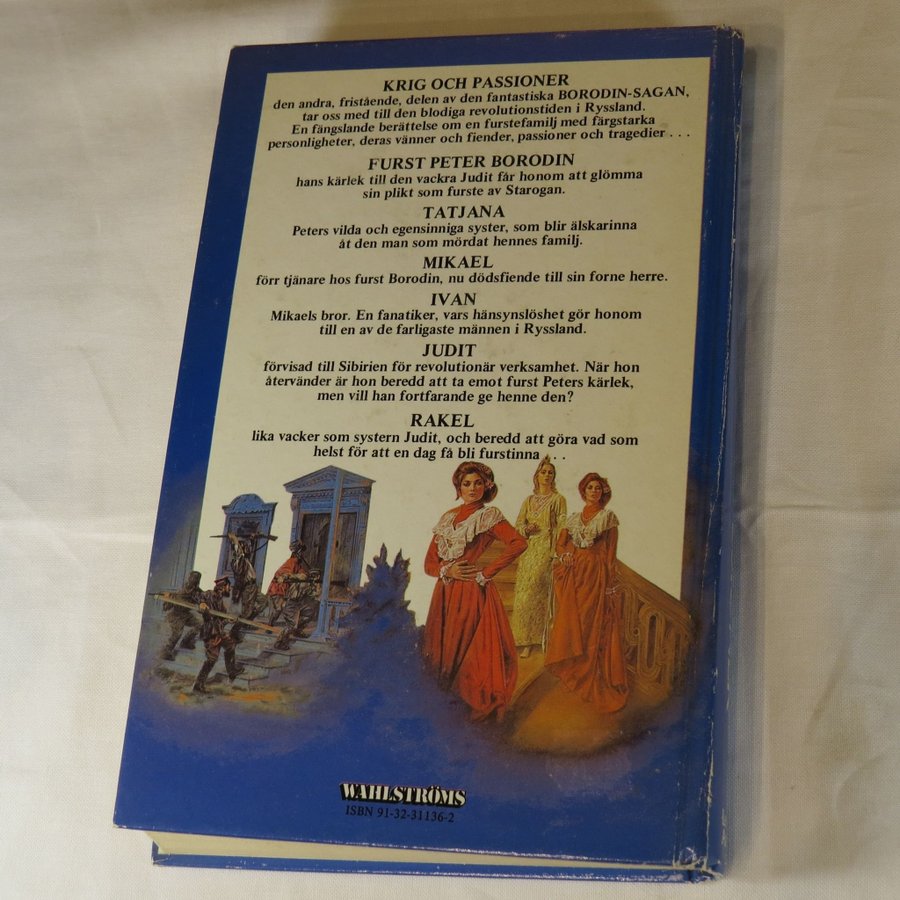 KRIG OCH PASSIONER
den andra, fristående, delen av den fantastiska BORODIN-SAGAN,
tar oss med till den blodiga revolutionstiden i Ryssland.
En fängslande berättelse om en furstefamilj med färgstarka
personligheter, deras vänner och fiender, passioner och tragedier . . .
FURST PETER BORODIN
hans kärlek till den vackra Judit får honom att glömma
sin plikt som furste av Starogan.
TATJANA
Peters vilda och egensinniga syster, som blir älskarinna
åt den man som mördat hennes familj.
MIKAEL
förr tjänare hos furst Borodin, nu dödsfiende till sin forne herre.
IVAN
Mikaels bror. En fanatiker, vars hänsynslöshet gör honom
till en av de farligaste männen i Ryssland.
JUDIT
förvisad till Sibirien för revolutionär verksamhet. När hon
återvänder är hon beredd att ta emot furst Peters kärlek,
men vill han fortfarande ge henne den?
RAKEL
lika vacker som systern Judit, och beredd att göra vad som
helst för att en dag få bli furstinna . . .
WAHLSTRÖMS
ISBN 91-32-31136-2